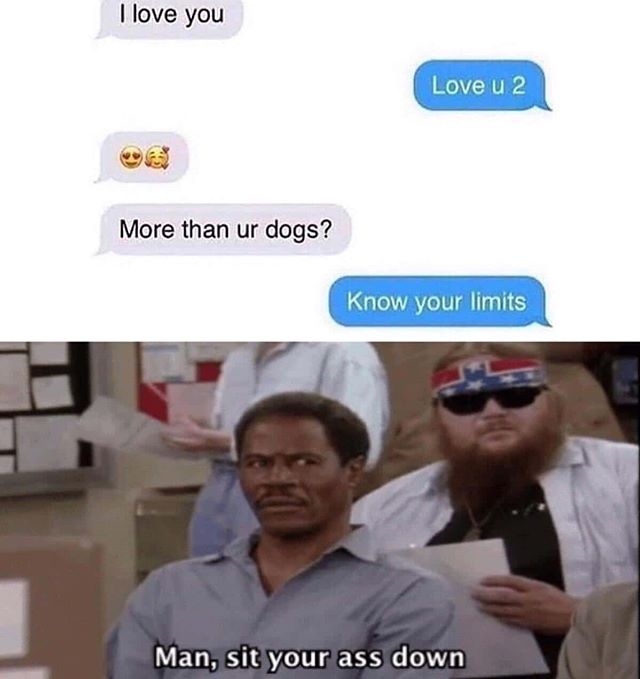 I love you
Love u 2
😍🥰
More than ur dogs?
Know your limits
Man, sit your ass down